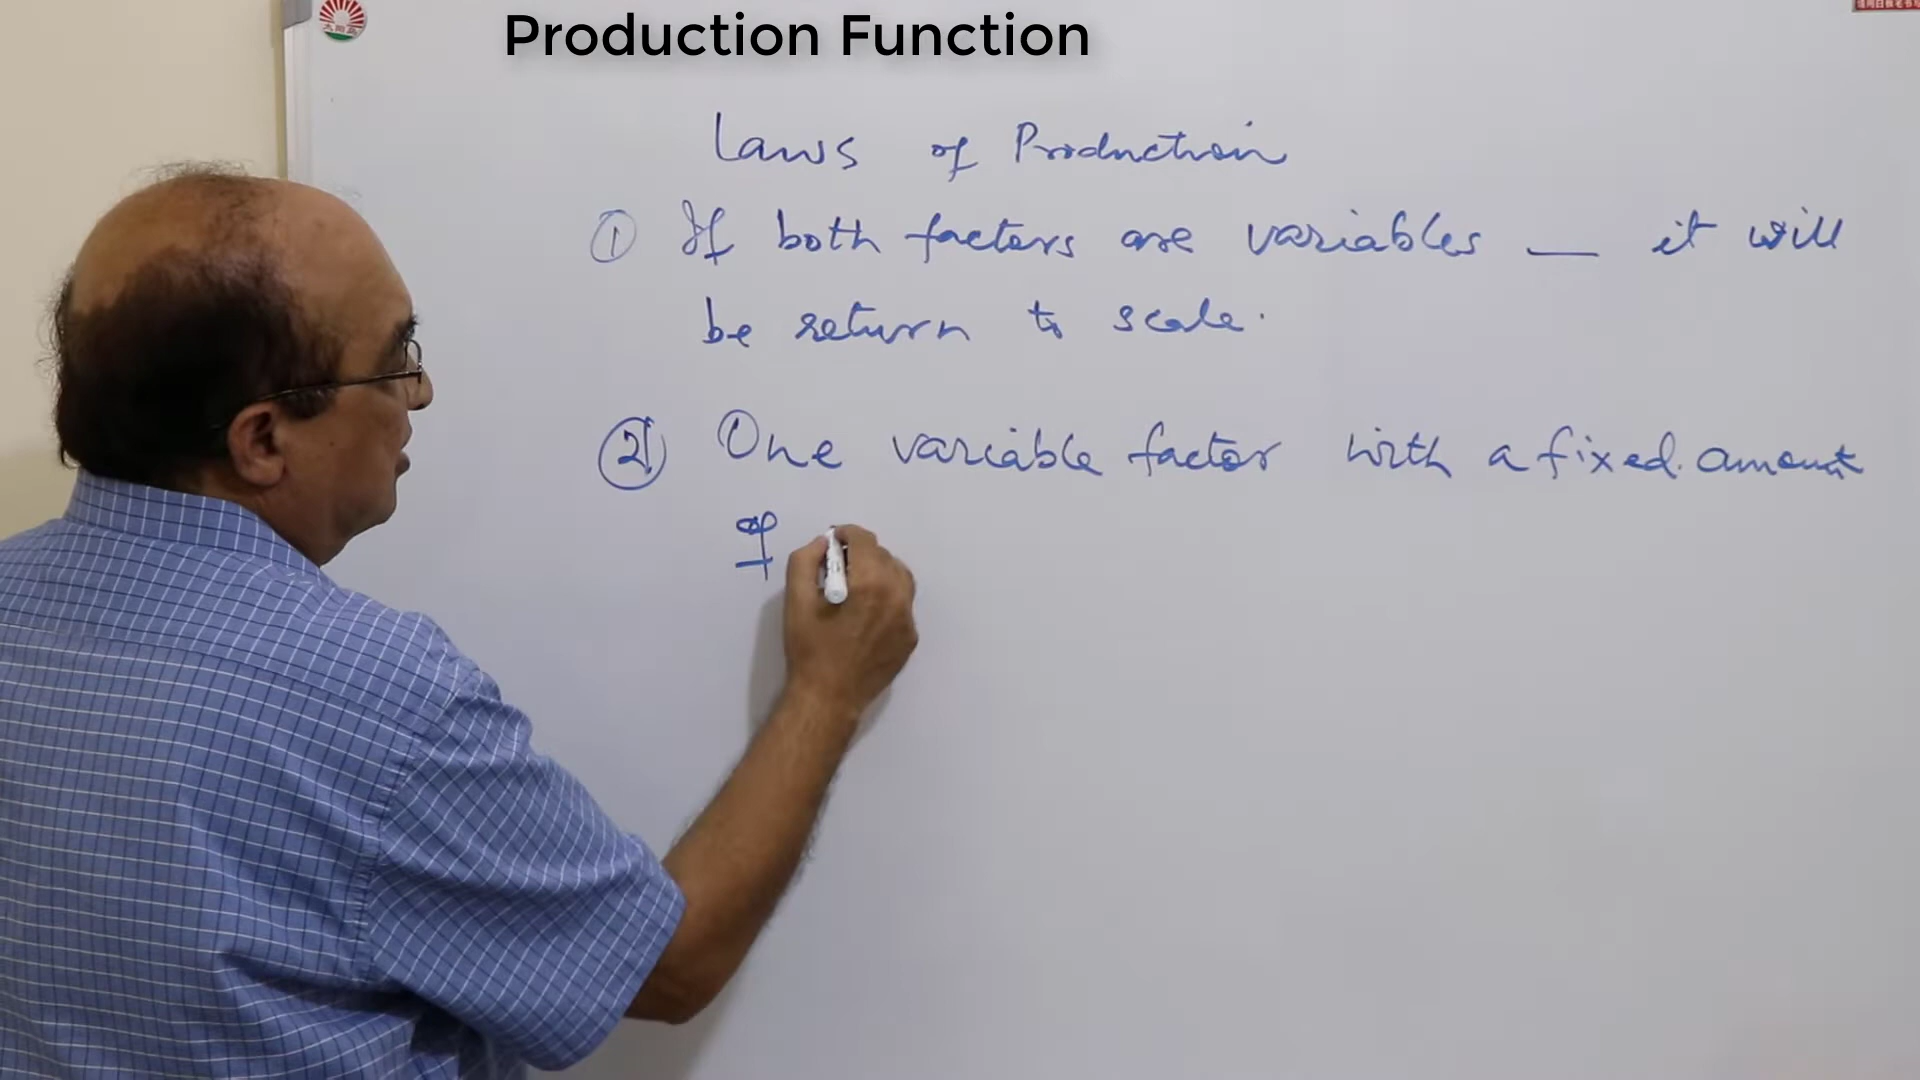 Production Function
Laws of Production
① If both factors are variables — it will
be return to scale.
② One variable factor with a fixed amount
of